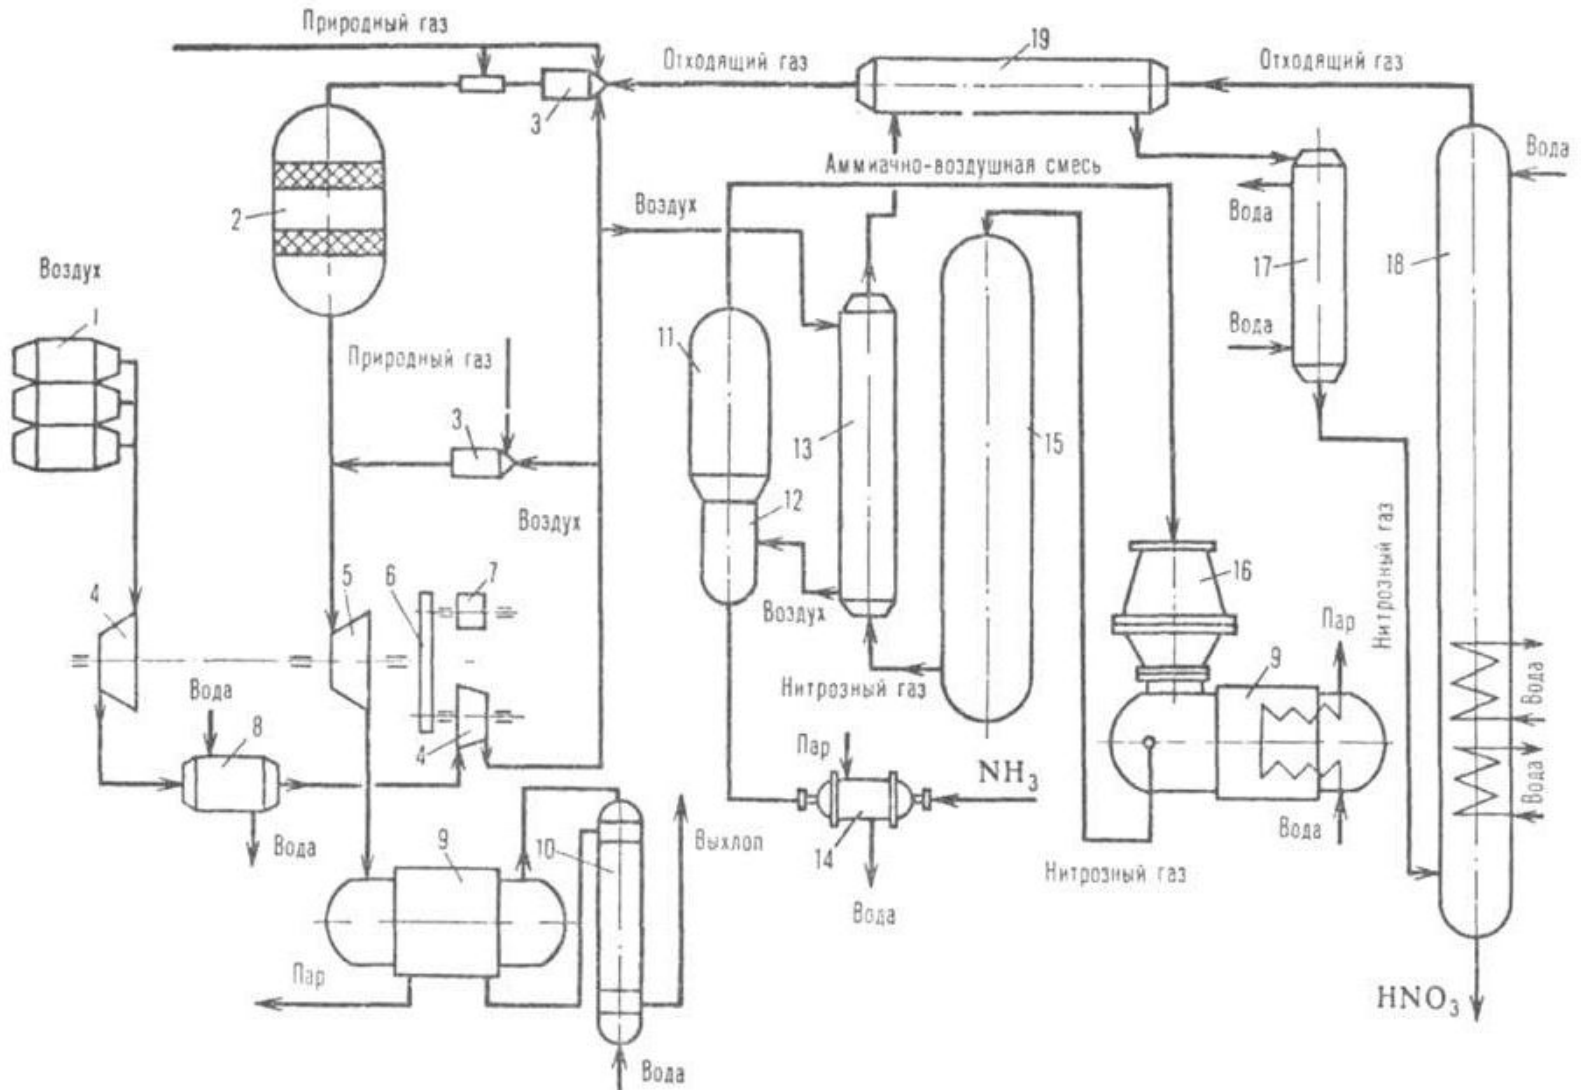 Природный газ
19
Отходящий газ
Отходящий газ
3
Аммиачно-воздушная смесь
Вода
Воздух
Вода
2
17
18
Воздух
1
11
Вода
Природный газ
3
13
15
12
Воздух
Нитрозный газ
4
5
6
7
16
Воздух
Пар
9
Вода
Нитрозный газ
Вода
8
4
Пар
NH3
Вода
Вода
Выхлоп
14
Вода
9
10
Нитрозный газ
Вода
Пар
HNO3
Вода